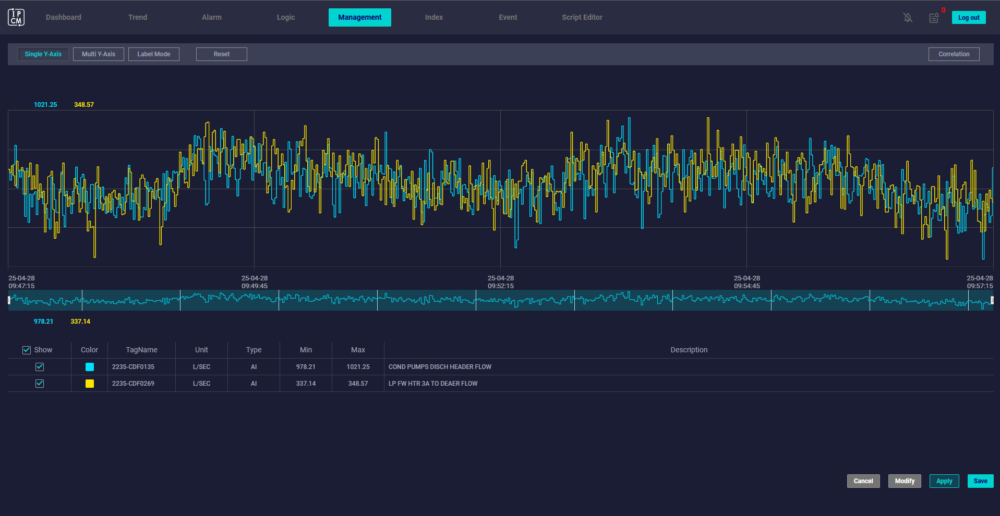 IP
CM
Dashboard Trend Alarm Logic Management Index Event Script Editor 0 Log out
Single Y-Axis Multi Y-Axis Label Mode Reset Correlation
1021.25 348.57
25-04-28 25-04-28 25-04-28 25-04-28 25-04-28
09:47:15 09:49:45 09:52:15 09:54:45 09:57:15
978.21 337.14
Show Color TagName Unit Type Min Max Description
2235-CDF0135 L/SEC AI 978.21 1021.25 COND PUMPS DISCH HEADER FLOW
2235-CDF0269 L/SEC AI 337.14 348.57 LP FW HTR 3A TO DEAER FLOW
Cancel Modify Apply Save